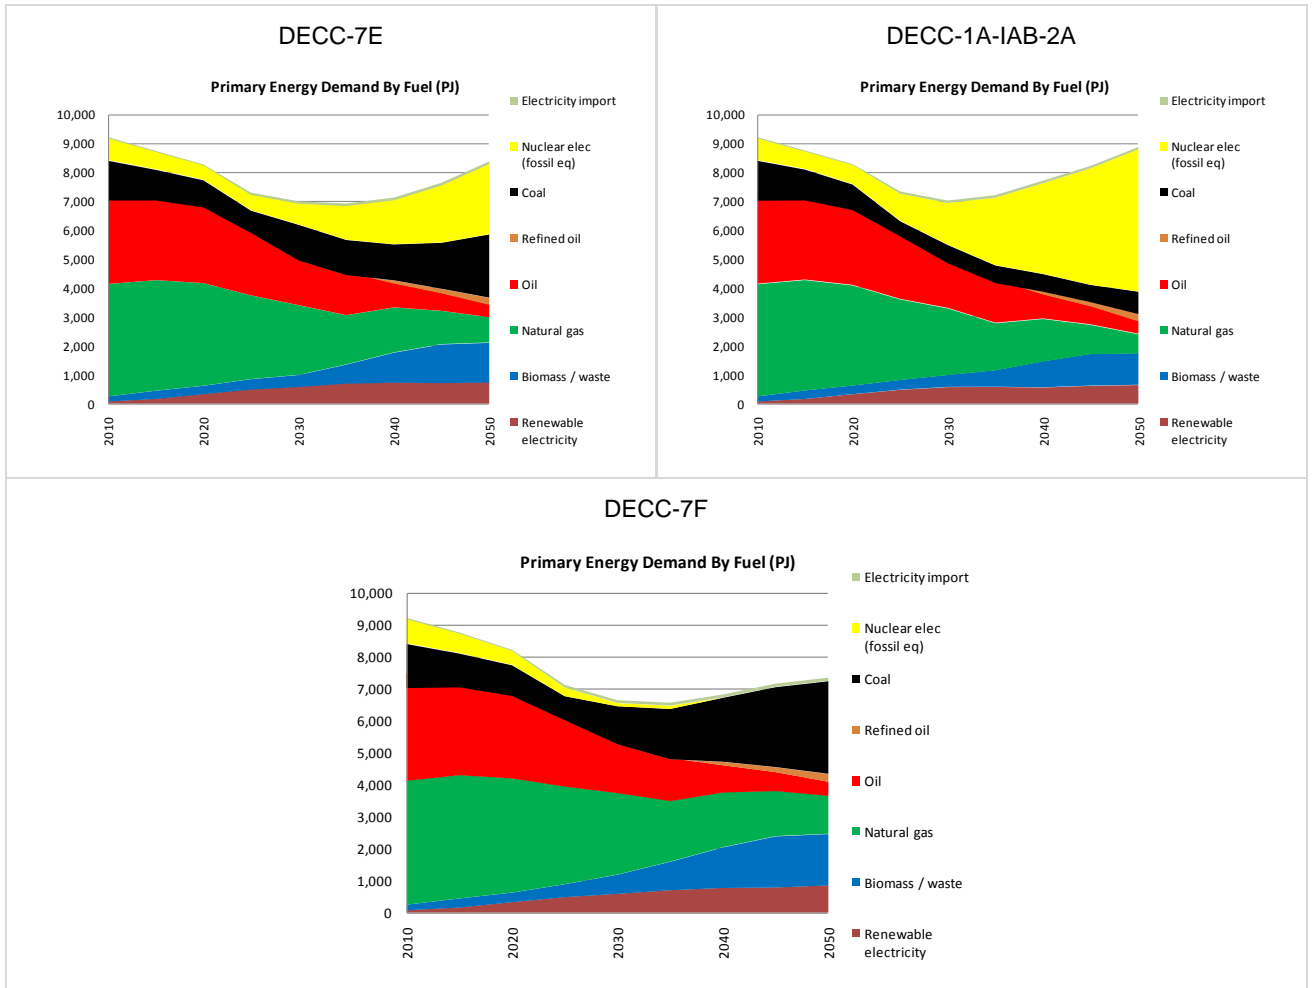 DECC-7E
Primary Energy Demand By Fuel (PJ)
10,000
9,000
8,000
7,000
6,000
5,000
4,000
3,000
2,000
1,000
0
2010
2020
2030
2040
2050
Electricity import
Nuclear elec
(fossil eq)
Coal
Refined oil
Oil
Natural gas
Biomass / waste
Renewable
electricity
DECC-1A-IAB-2A
Primary Energy Demand By Fuel (PJ)
10,000
9,000
8,000
7,000
6,000
5,000
4,000
3,000
2,000
1,000
0
2010
2020
2030
2040
2050
Electricity import
Nuclear elec
(fossil eq)
Coal
Refined oil
Oil
Natural gas
Biomass / waste
Renewable
electricity
DECC-7F
Primary Energy Demand By Fuel (PJ)
10,000
9,000
8,000
7,000
6,000
5,000
4,000
3,000
2,000
1,000
0
2010
2020
2030
2040
2050
Electricity import
Nuclear elec
(fossil eq)
Coal
Refined oil
Oil
Natural gas
Biomass / waste
Renewable
electricity